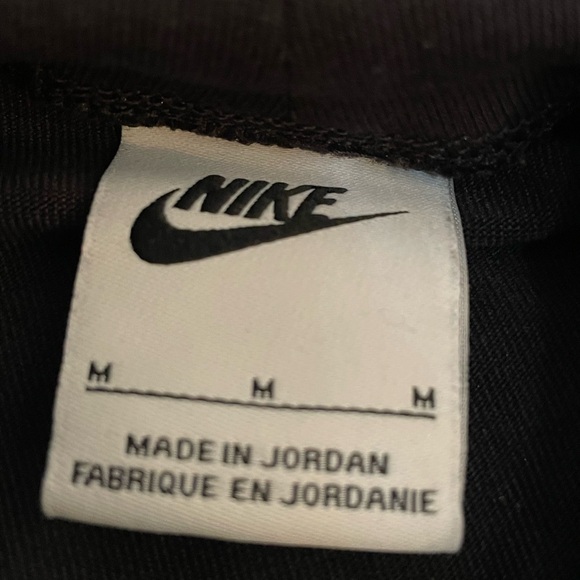 NIKE
M M M
MADE IN JORDAN
FABRIQUE EN JORDANIE